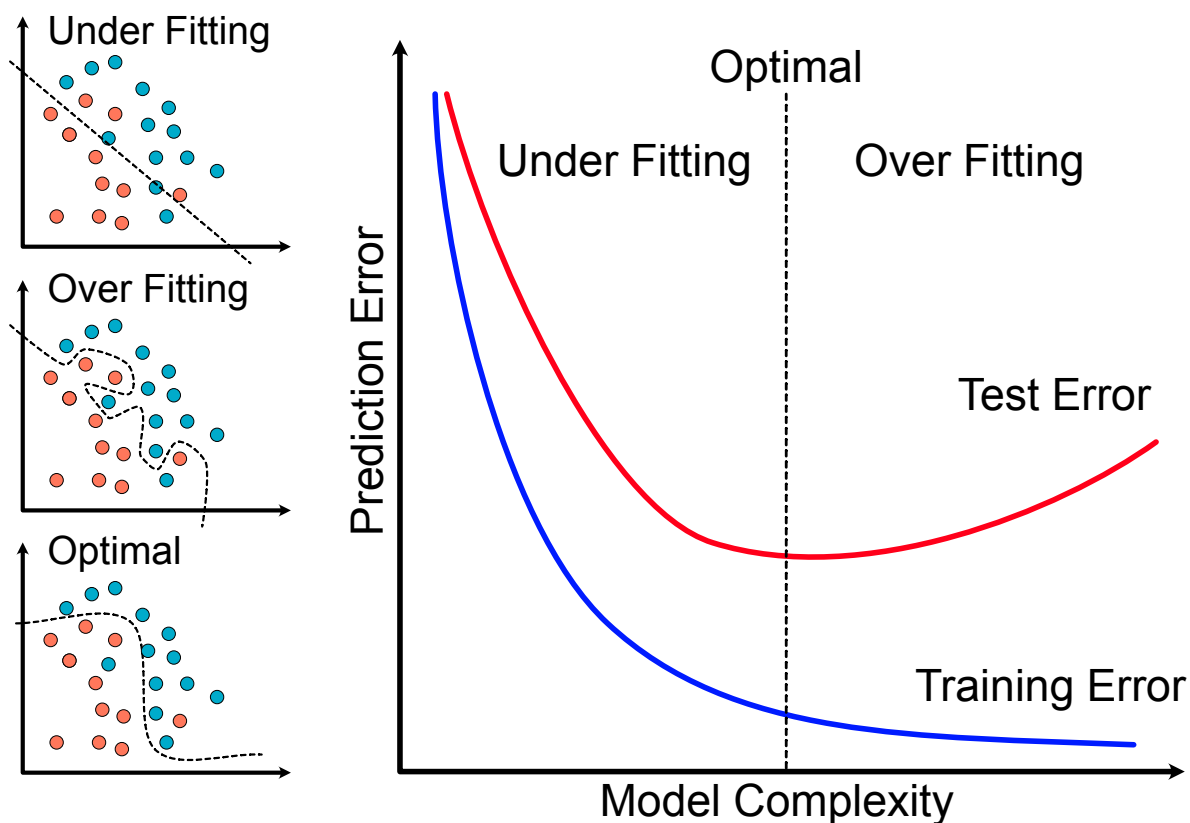 Under Fitting
Over Fitting
Optimal
Optimal
Under Fitting
Over Fitting
Prediction Error
Test Error
Training Error
Model Complexity